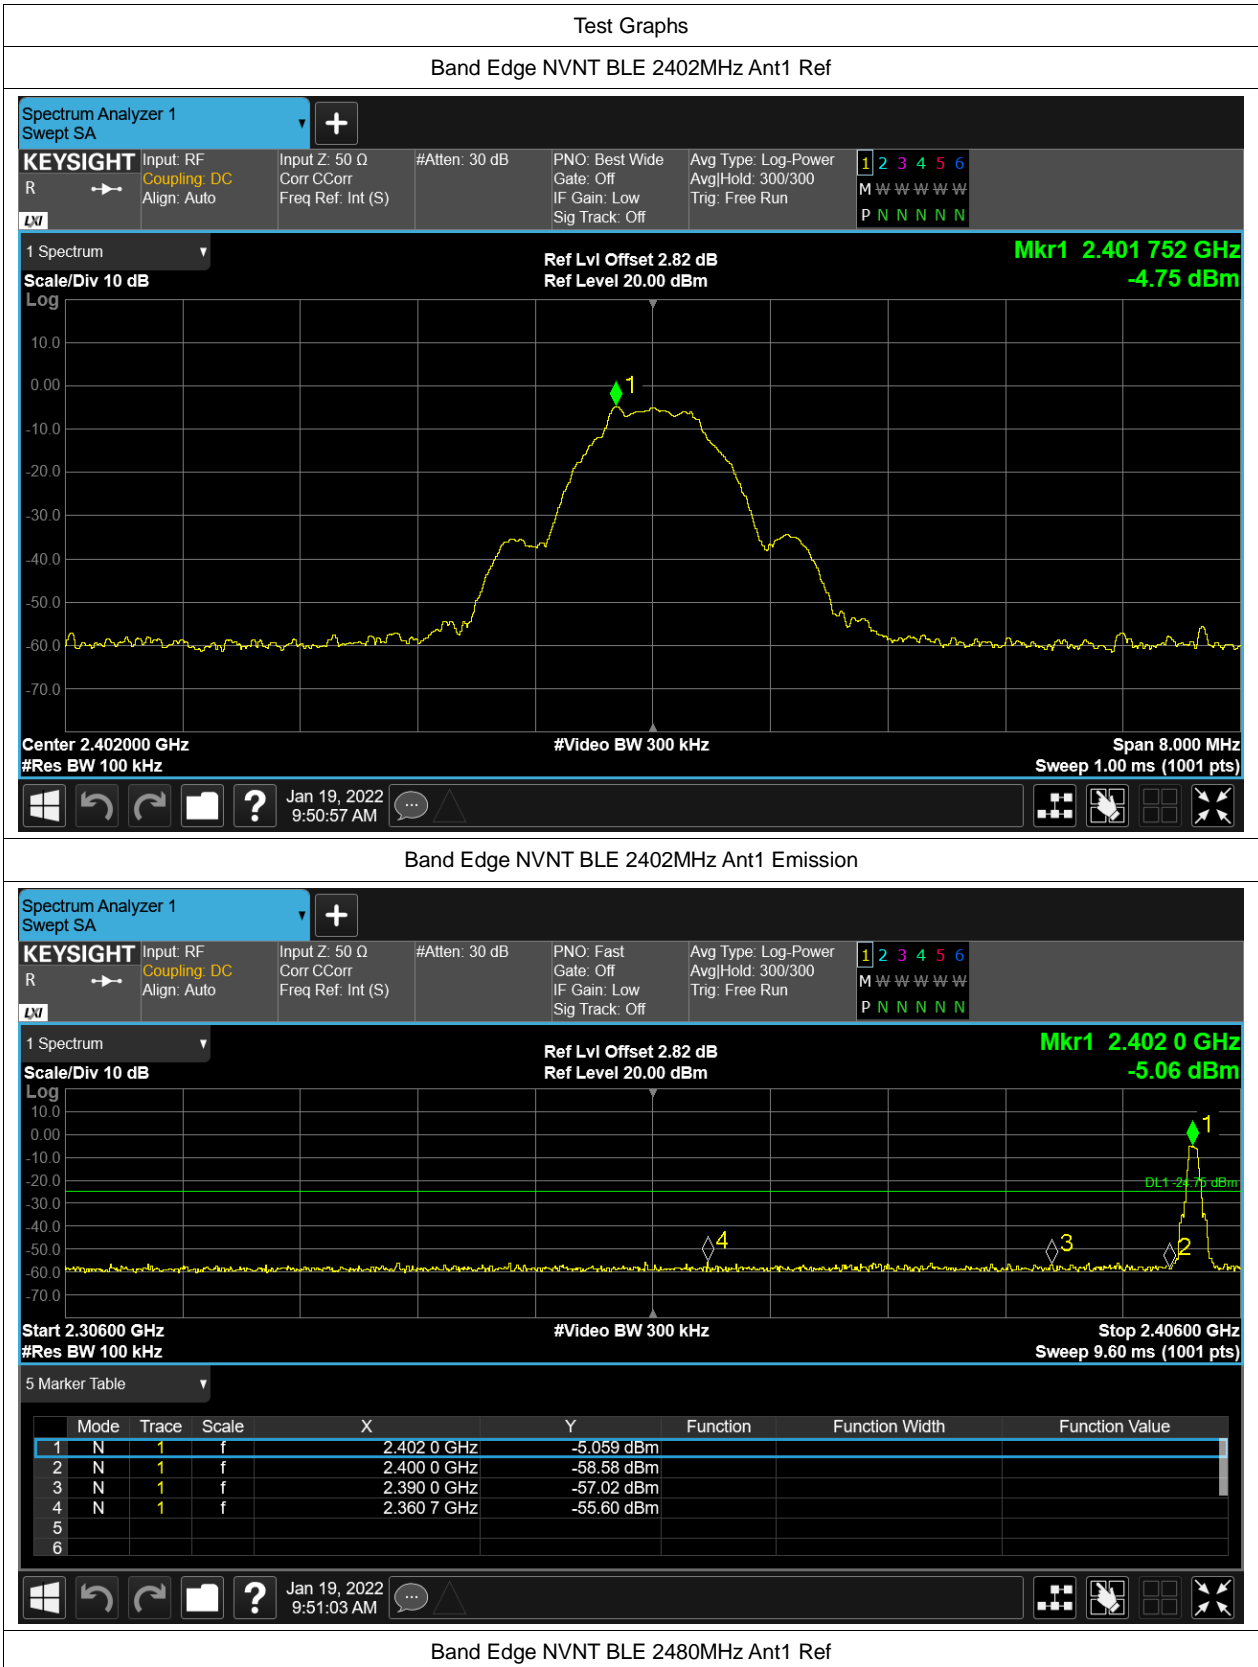 Test Graphs
Band Edge NVNT BLE 2402MHz Ant1 Ref
Spectrum Analyzer 1
Swept SA
KEYSIGHT Input: RF Input Z: 50 Ω #Atten: 30 dB PNO: Best Wide Avg Type: Log-Power 1 2 3 4 5 6
R Coupling: DC Corr CCorr Gate: Off Avg|Hold: 300/300 M W W W W W
Align: Auto Freq Ref: Int (S) IF Gain: Low Trig: Free Run
LXI Sig Track: Off P N N N N N
1 Spectrum Ref Lvl Offset 2.82 dB Mkr1 2.401 752 GHz
Scale/Div 10 dB Ref Level 20.00 dBm -4.75 dBm
Log
10.0
0.00
1
-10.0
-20.0
-30.0
-40.0
-50.0
-60.0
-70.0
Center 2.402000 GHz #Video BW 300 kHz Span 8.000 MHz
#Res BW 100 kHz Sweep 1.00 ms (1001 pts)
? Jan 19, 2022
9:50:57 AM
Band Edge NVNT BLE 2402MHz Ant1 Emission
Spectrum Analyzer 1
Swept SA
KEYSIGHT Input: RF Input Z: 50 Ω #Atten: 30 dB PNO: Fast Avg Type: Log-Power 1 2 3 4 5 6
R Coupling: DC Corr CCorr Gate: Off Avg|Hold: 300/300 M W W W W W
Align: Auto Freq Ref: Int (S) IF Gain: Low Trig: Free Run
LXI Sig Track: Off P N N N N N
1 Spectrum Ref Lvl Offset 2.82 dB Mkr1 2.402 0 GHz
Scale/Div 10 dB Ref Level 20.00 dBm -5.06 dBm
Log
10.0
1
0.00
-10.0
-20.0
DL1 -24.75 dBm
-30.0
-40.0
4 3 2
-50.0
-60.0
-70.0
Start 2.30600 GHz #Video BW 300 kHz Stop 2.40600 GHz
#Res BW 100 kHz Sweep 9.60 ms (1001 pts)
5 Marker Table
Mode Trace Scale X Y Function Function Width Function Value
1 N 1 f 2.402 0 GHz -5.059 dBm
2 N 1 f 2.400 0 GHz -58.58 dBm
3 N 1 f 2.390 0 GHz -57.02 dBm
4 N 1 f 2.360 7 GHz -55.60 dBm
5
6
? Jan 19, 2022
9:51:03 AM
Band Edge NVNT BLE 2480MHz Ant1 Ref